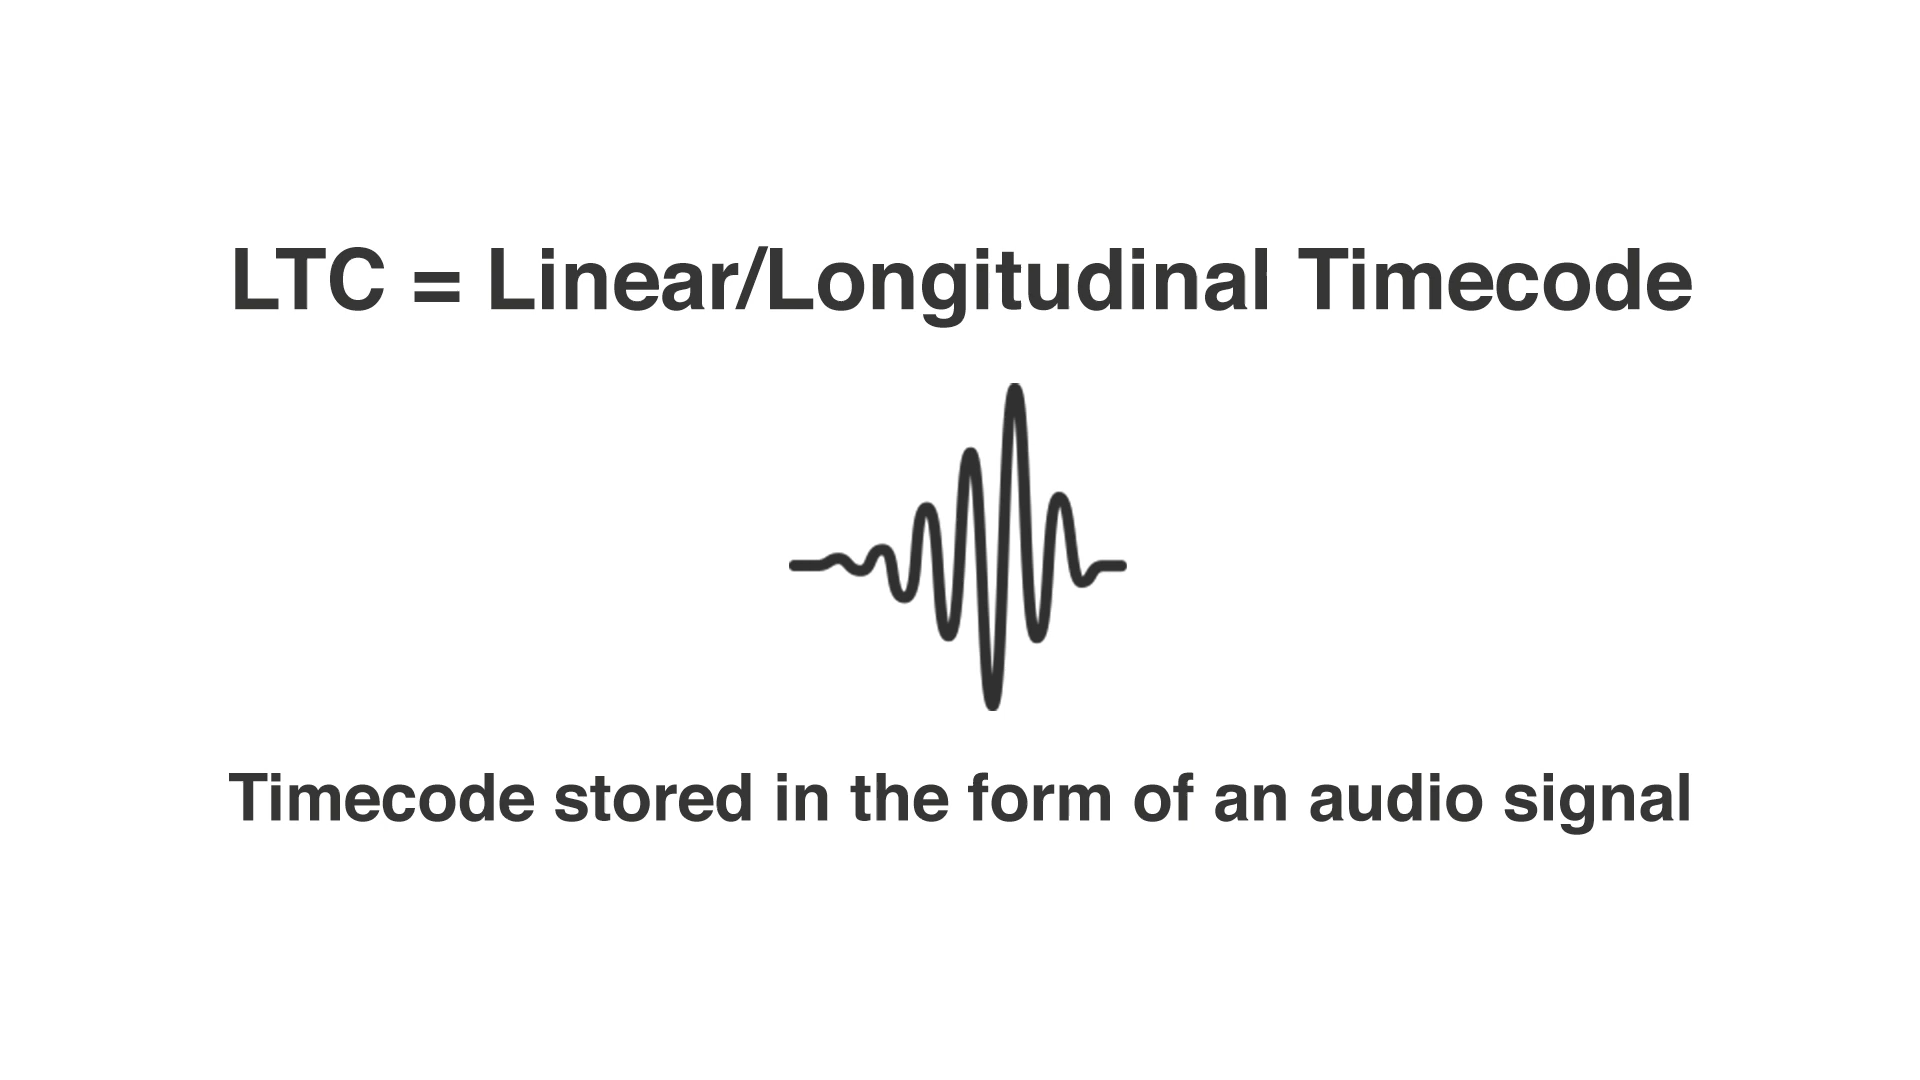 LTC = Linear/Longitudinal Timecode
Timecode stored in the form of an audio signal